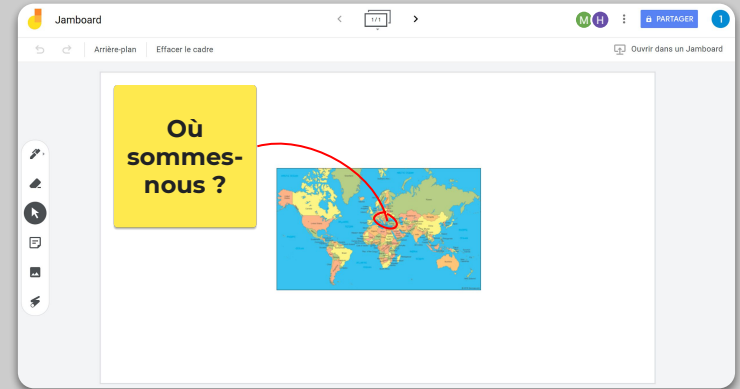 Jamboard
1/1
M H
PARTAGER
1
Arrière-plan
Effacer le cadre
Ouvrir dans un Jamboard
Où
sommes-
nous ?